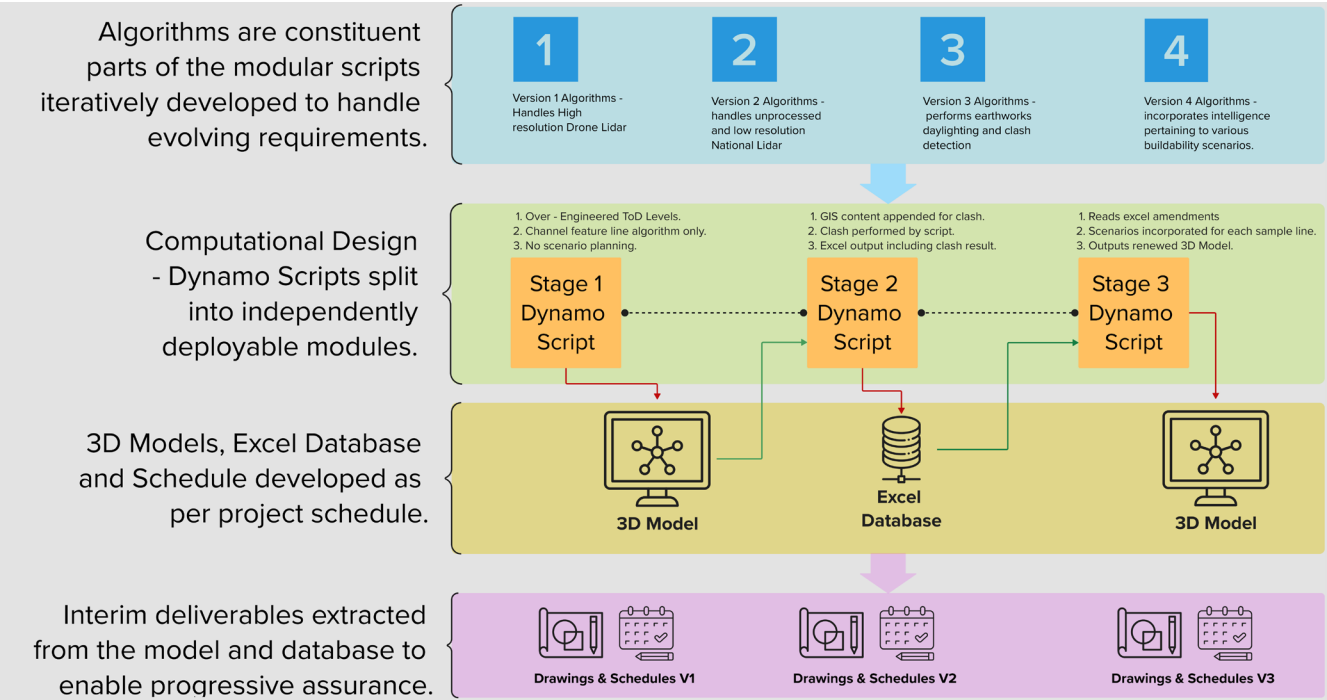 Algorithms are constituent
parts of the modular scripts
iteratively developed to handle
evolving requirements.
1
Version 1 Algorithms -
Handles High
resolution Drone Lidar
2
Version 2 Algorithms -
handles unprocessed
and low resolution
National Lidar
3
Version 3 Algorithms -
performs earthworks
daylighting and clash
detection
4
Version 4 Algorithms -
incorporates intelligence
pertaining to various
buildability scenarios.
Computational Design
- Dynamo Scripts split
into independently
deployable modules.
1. Over - Engineered ToD Levels.
2. Channel feature line algorithm only.
3. No scenario planning.
Stage 1
Dynamo
Script
1. GIS content appended for clash.
2. Clash performed by script.
3. Excel output including clash result.
Stage 2
Dynamo
Script
1. Reads excel amendments
2. Scenarios incorporated for each sample line.
3. Outputs renewed 3D Model.
Stage 3
Dynamo
Script
3D Models, Excel Database
and Schedule developed as
per project schedule.
3D Model
Excel
Database
3D Model
Interim deliverables extracted
from the model and database to
enable progressive assurance.
Drawings & Schedules V1
Drawings & Schedules V2
Drawings & Schedules V3